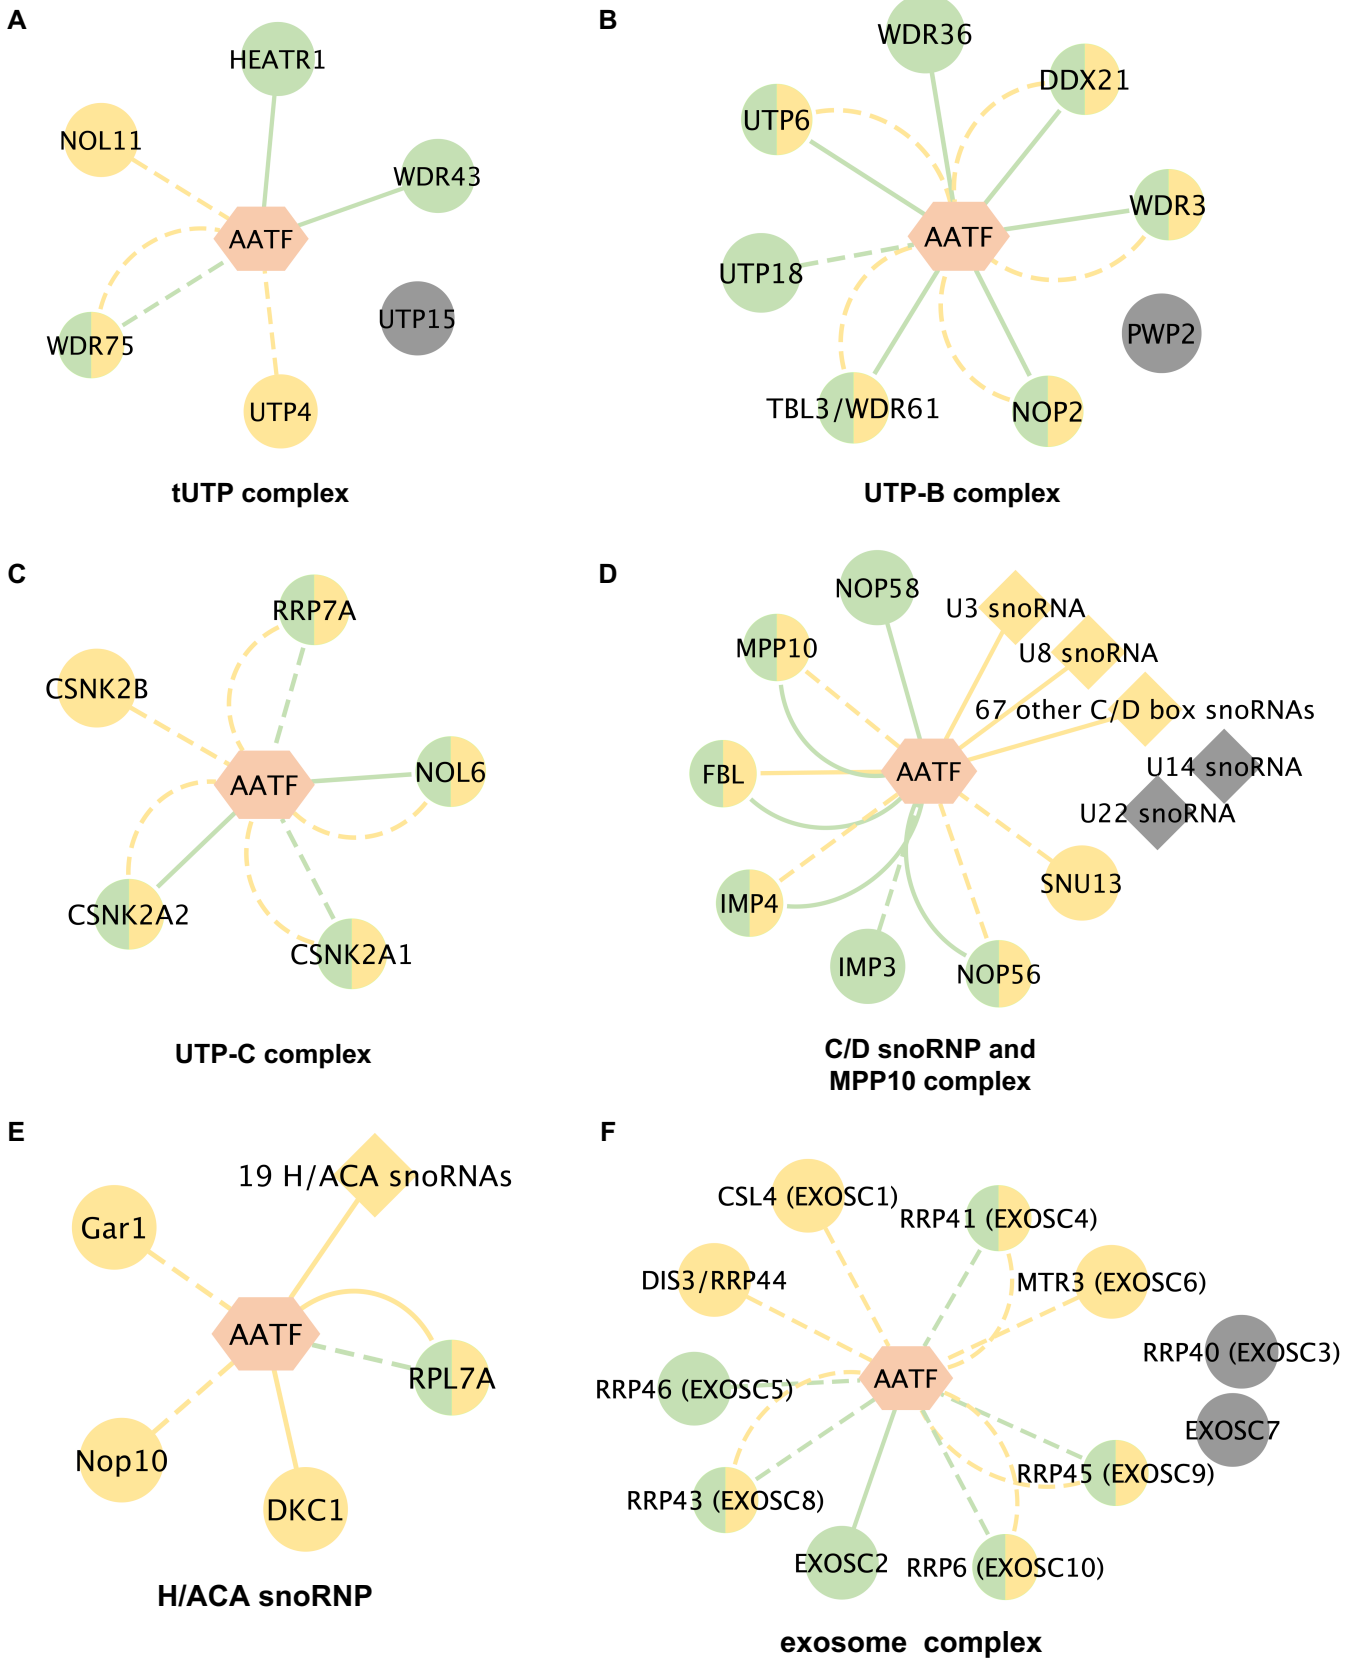 A
HEATR1
NOL11
WDR43
AATF
UTP15
WDR75
UTP4
tUTP complex
B
WDR36
DDX21
UTP6
WDR3
AATF
UTP18
PWP2
TBL3/WDR61
NOP2
UTP-B complex
C
RRP7A
CSNK2B
NOL6
AATF
CSNK2A2
CSNK2A1
UTP-C complex
D
NOP58
U3 snoRNA
MPP10
U8 snoRNA
67 other C/D box snoRNAs
FBL
AATF
U14 snoRNA
U22 snoRNA
SNU13
IMP4
IMP3
NOP56
C/D snoRNP and
MPP10 complex
E
19 H/ACA snoRNAs
Gar1
AATF
RPL7A
Nop10
DKC1
H/ACA snoRNP
F
CSL4 (EXOSC1)
RRP41 (EXOSC4)
DIS3/RRP44
MTR3 (EXOSC6)
RRP40 (EXOSC3)
AATF
RRP46 (EXOSC5)
EXOSC7
RRP45 (EXOSC9)
RRP43 (EXOSC8)
EXOSC2
RRP6 (EXOSC10)
exosome complex